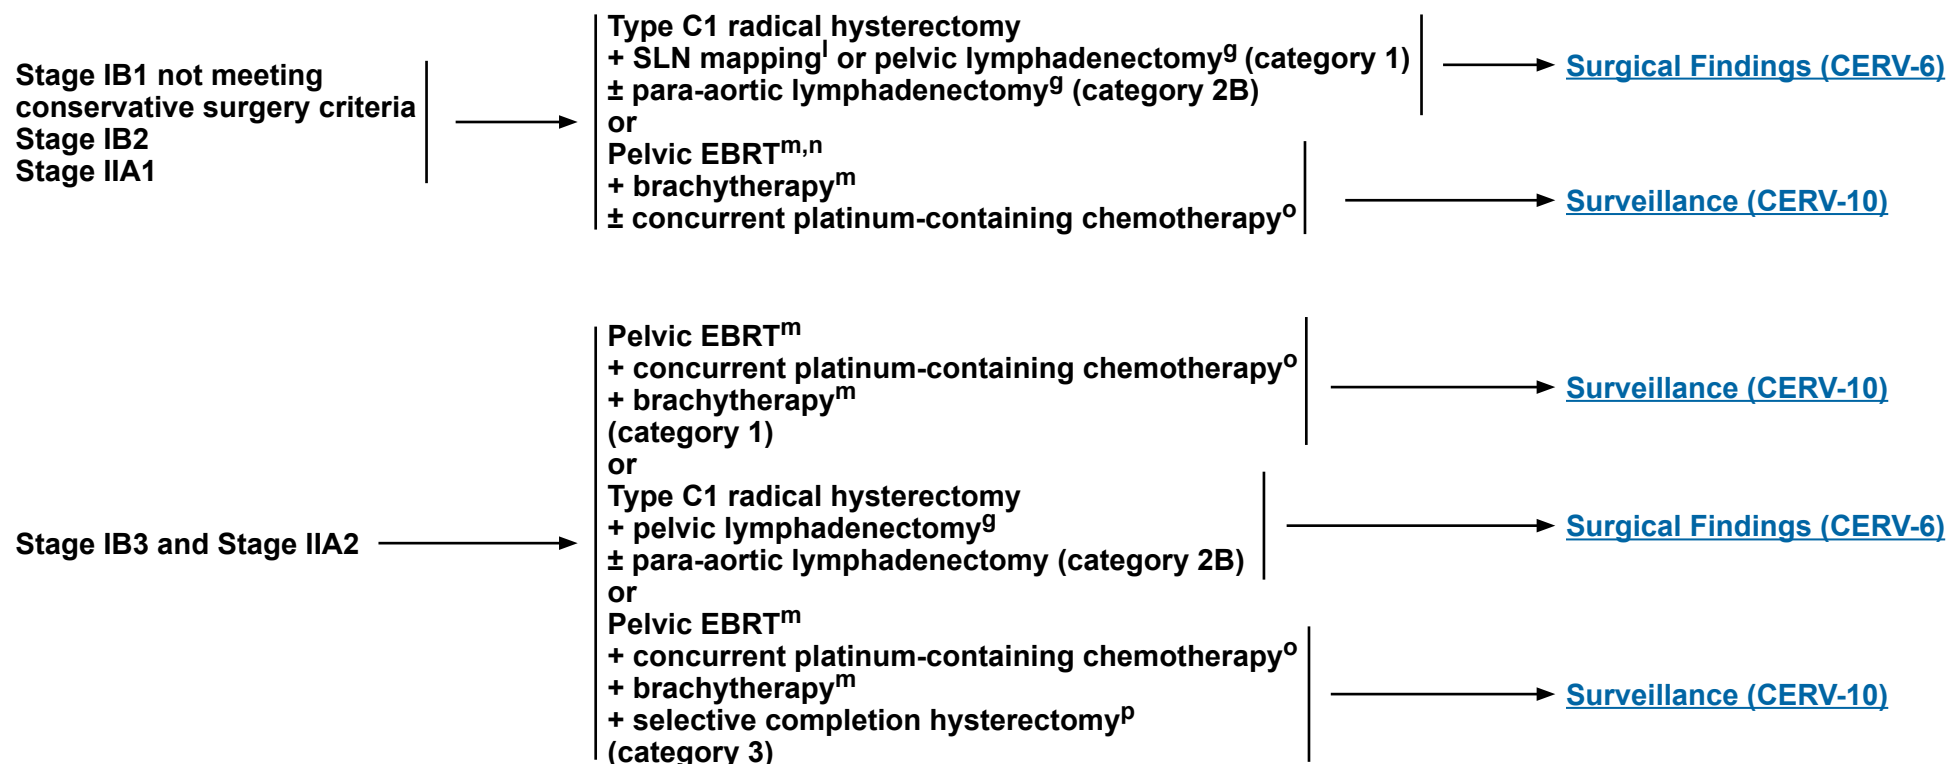 Stage IB1 not meeting
conservative surgery criteria
Stage IB2
Stage IIA1
Type C1 radical hysterectomy
+ SLN mappingˡ or pelvic lymphadenectomyᵍ (category 1)
± para-aortic lymphadenectomyᵍ (category 2B)
or
Pelvic EBRTᵐ,ⁿ
+ brachytherapyᵐ
± concurrent platinum-containing chemotherapyᵒ
Surgical Findings (CERV-6)
Surveillance (CERV-10)
Stage IB3 and Stage IIA2
Pelvic EBRTᵐ
+ concurrent platinum-containing chemotherapyᵒ
+ brachytherapyᵐ
(category 1)
or
Type C1 radical hysterectomy
+ pelvic lymphadenectomyᵍ
± para-aortic lymphadenectomy (category 2B)
or
Pelvic EBRTᵐ
+ concurrent platinum-containing chemotherapyᵒ
+ brachytherapyᵐ
+ selective completion hysterectomyᵖ
(category 3)
Surveillance (CERV-10)
Surgical Findings (CERV-6)
Surveillance (CERV-10)